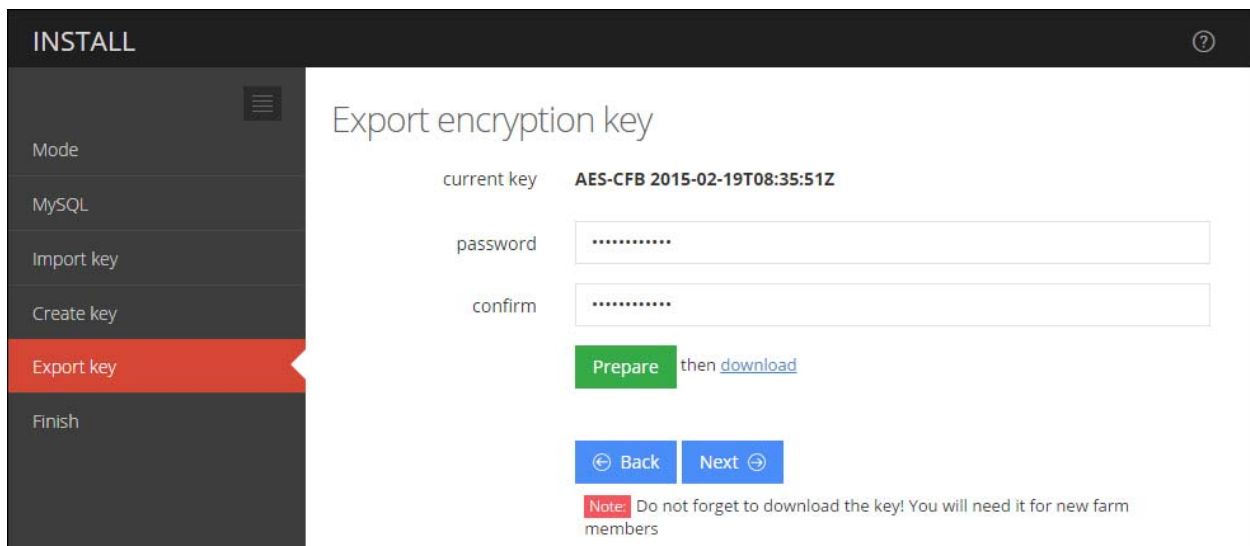 INSTALL
Export encryption key
Mode
current key AES-CFB 2015-02-19T08:35:51Z
MySQL
password ••••••••••••
Import key
confirm ••••••••••••
Create key
Export key
Prepare then download
Finish
Back Next
Note: Do not forget to download the key! You will need it for new farm
members